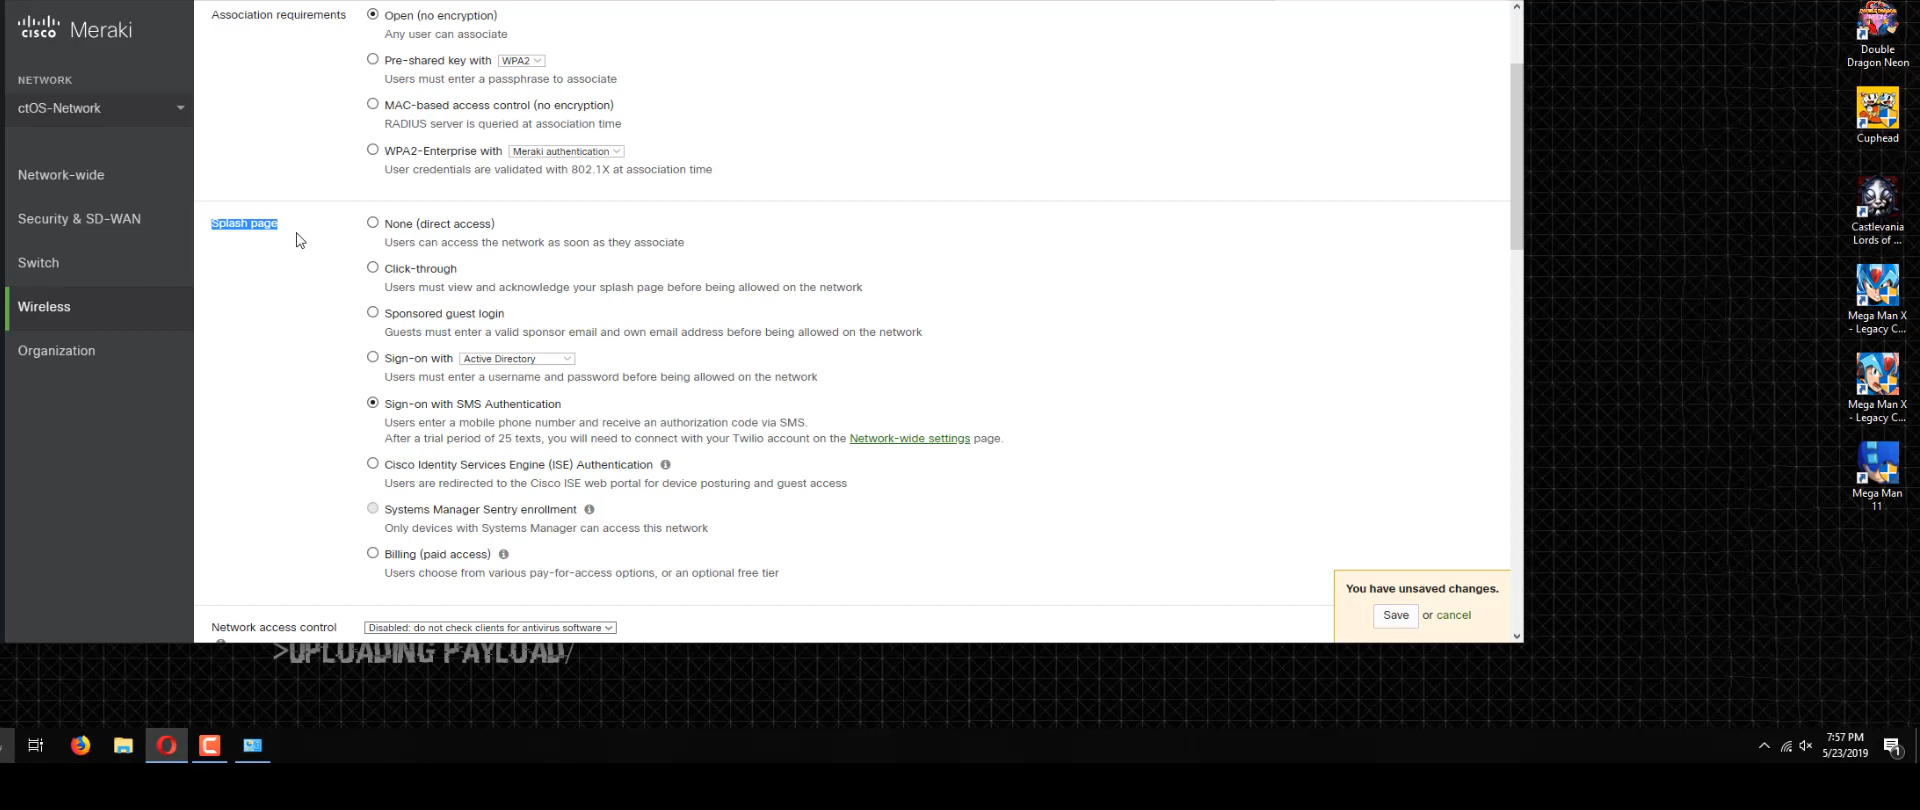 Association requirements
Open (no encryption)
Any user can associate
Pre-shared key with WPA2
Users must enter a passphrase to associate
MAC-based access control (no encryption)
RADIUS server is queried at association time
WPA2-Enterprise with Meraki authentication
User credentials are validated with 802.1X at association time
cisco Meraki
NETWORK
ctOS-Network
Network-wide
Security & SD-WAN
Switch
Wireless
Organization
Splash page
None (direct access)
Users can access the network as soon as they associate
Click-through
Users must view and acknowledge your splash page before being allowed on the network
Sponsored guest login
Guests must enter a valid sponsor email and own email address before being allowed on the network
Sign-on with Active Directory
Users must enter a username and password before being allowed on the network
Sign-on with SMS Authentication
Users enter a mobile phone number and receive an authorization code via SMS.
After a trial period of 25 texts, you will need to connect with your Twilio account on the Network-wide settings page.
Cisco Identity Services Engine (ISE) Authentication
Users are redirected to the Cisco ISE web portal for device posturing and guest access
Systems Manager Sentry enrollment
Only devices with Systems Manager can access this network
Billing (paid access)
Users choose from various pay-for-access options, or an optional free tier
Network access control Disabled: do not check clients for antivirus software
You have unsaved changes.
Save or cancel
>UPLOADING PAYLOAD/
Double
Dragon Neon
Cuphead
Castlevania
Lords of ...
Mega Man X
- Legacy C...
Mega Man X
- Legacy C...
Mega Man
11
7:57 PM
5/23/2019
1